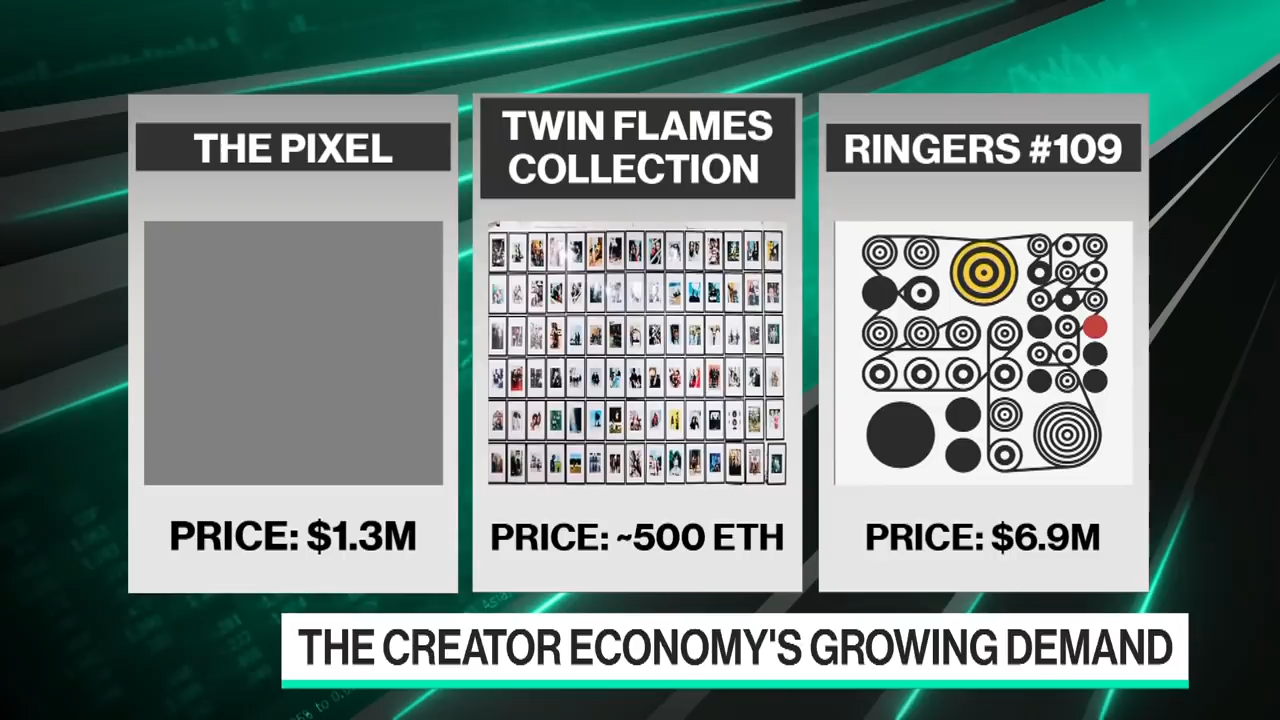 THE PIXEL
TWIN FLAMES
COLLECTION
RINGERS #109
PRICE: $1.3M
PRICE: ~500 ETH
PRICE: $6.9M
THE CREATOR ECONOMY'S GROWING DEMAND